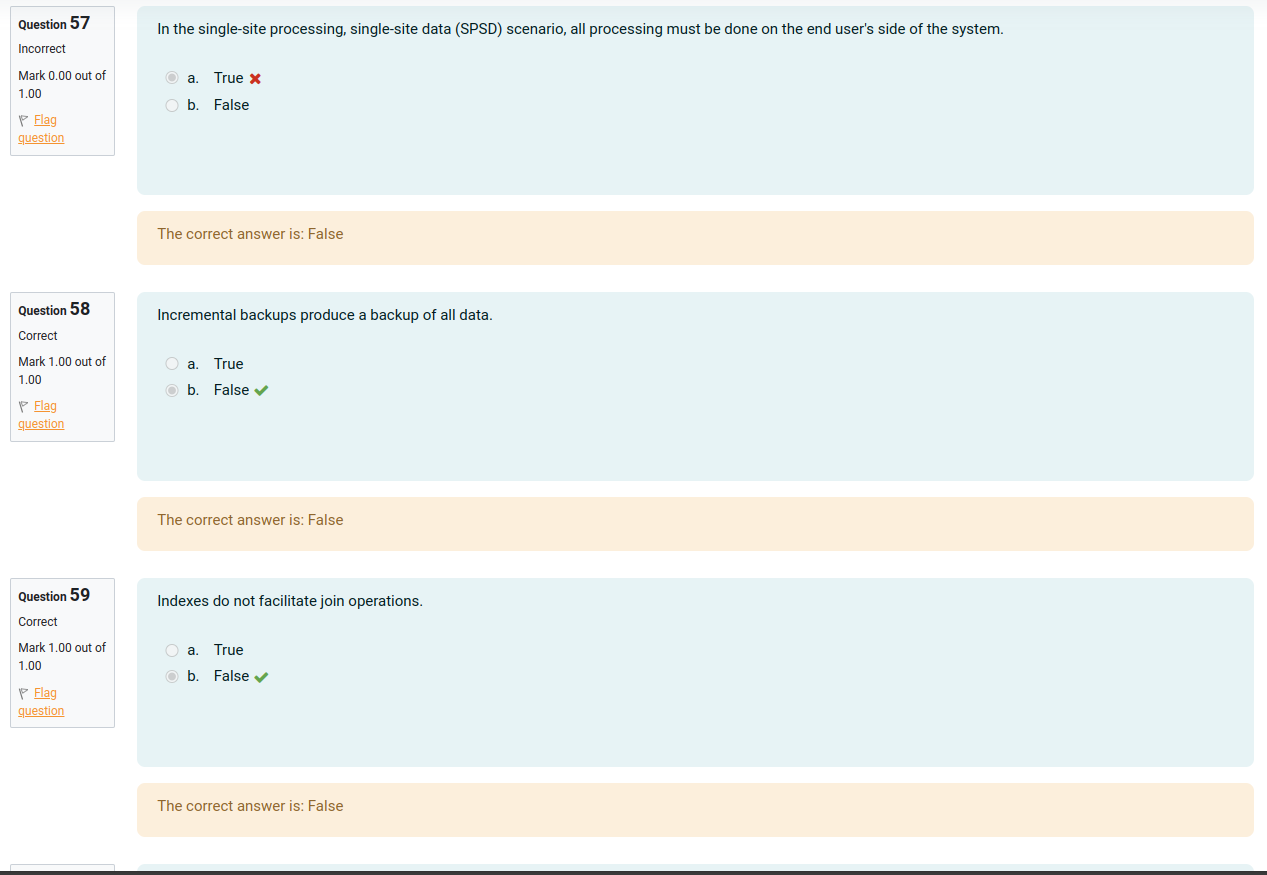 Question 57
Incorrect
Mark 0.00 out of
1.00
Flag
question
In the single-site processing, single-site data (SPSD) scenario, all processing must be done on the end user's side of the system.
a. True
b. False
The correct answer is: False
Question 58
Correct
Mark 1.00 out of
1.00
Flag
question
Incremental backups produce a backup of all data.
a. True
b. False
The correct answer is: False
Question 59
Correct
Mark 1.00 out of
1.00
Flag
question
Indexes do not facilitate join operations.
a. True
b. False
The correct answer is: False